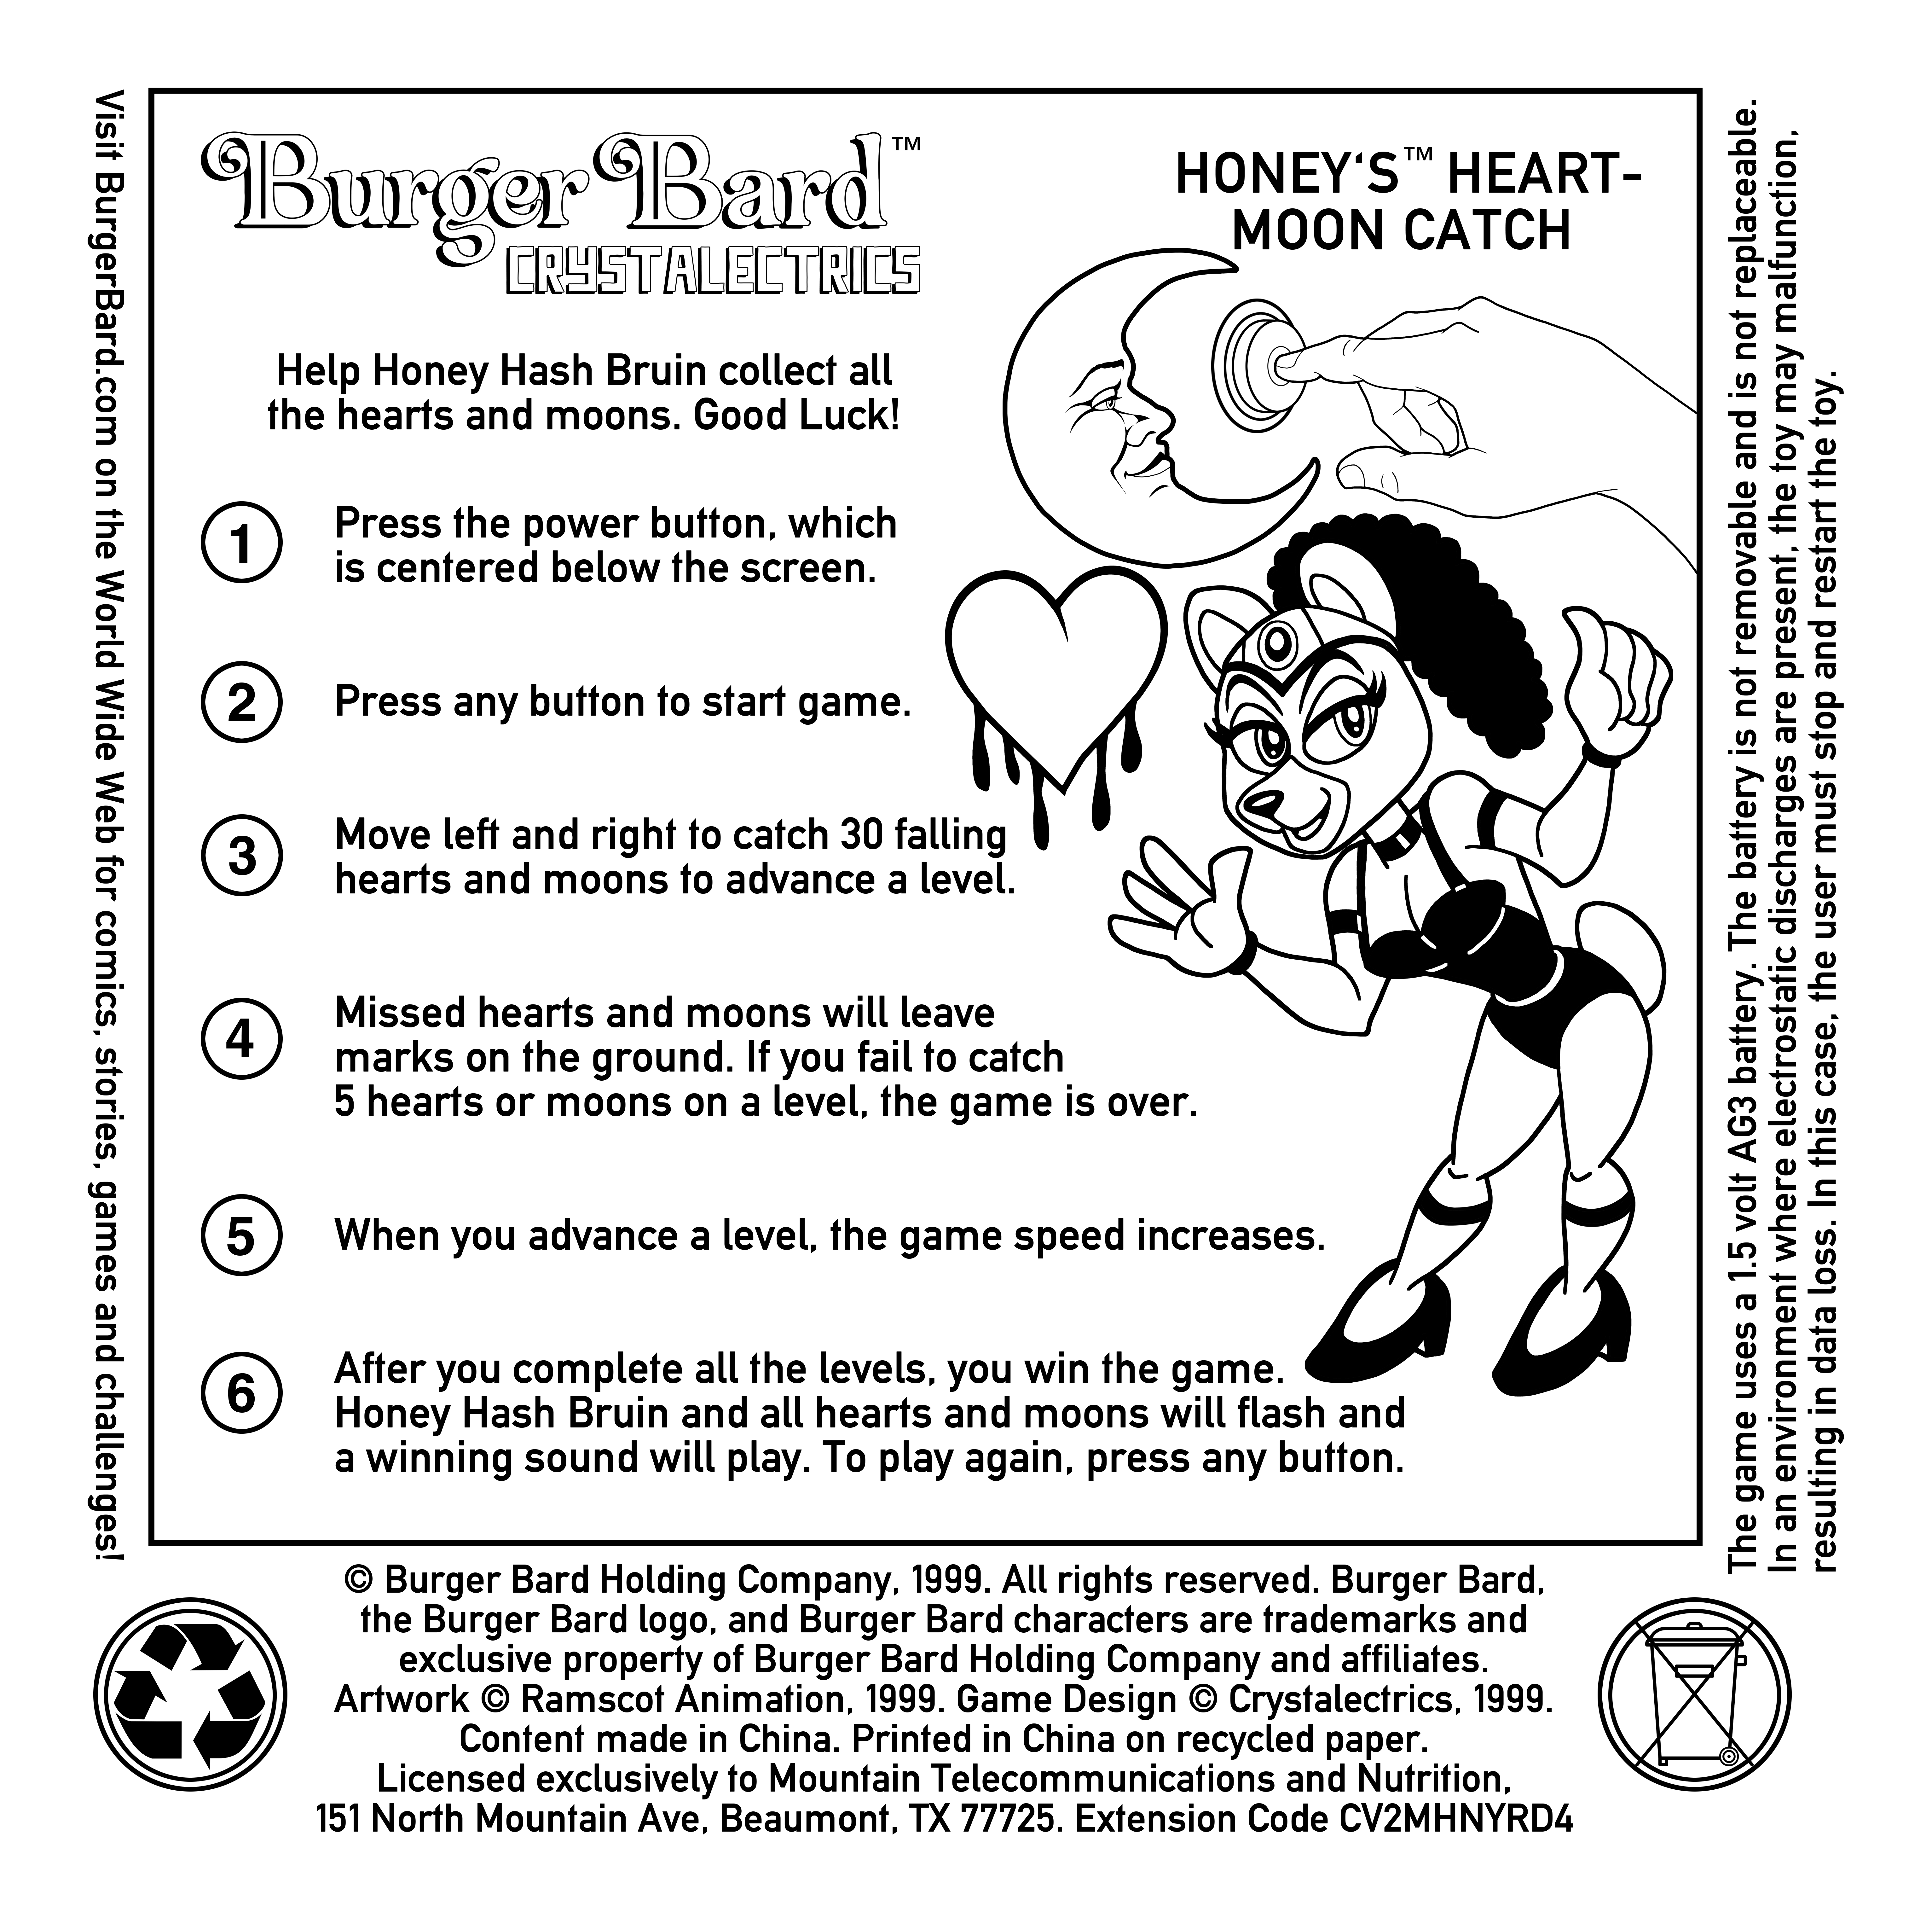 Burger Bard™
CRYSTALECTRICS
HONEY‘S™ HEART-
MOON CATCH
Help Honey Hash Bruin collect all
the hearts and moons. Good Luck!
1
Press the power button, which
is centered below the screen.
2
Press any button to start game.
3
Move left and right to catch 30 falling
hearts and moons to advance a level.
4
Missed hearts and moons will leave
marks on the ground. If you fail to catch
5 hearts or moons on a level, the game is over.
5
When you advance a level, the game speed increases.
6
After you complete all the levels, you win the game.
Honey Hash Bruin and all hearts and moons will flash and
a winning sound will play. To play again, press any button.
Visit BurgerBard.com on the World Wide Web for comics, stories, games and challenges!
The game uses a 1.5 volt AG3 battery. The battery is not removable and is not replaceable.
In an environment where electrostatic discharges are present, the toy may malfunction,
resulting in data loss. In this case, the user must stop and restart the toy.
© Burger Bard Holding Company, 1999. All rights reserved. Burger Bard,
the Burger Bard logo, and Burger Bard characters are trademarks and
exclusive property of Burger Bard Holding Company and affiliates.
Artwork © Ramscot Animation, 1999. Game Design © Crystalectrics, 1999.
Content made in China. Printed in China on recycled paper.
Licensed exclusively to Mountain Telecommunications and Nutrition,
151 North Mountain Ave, Beaumont, TX 77725. Extension Code CV2MHNYRD4